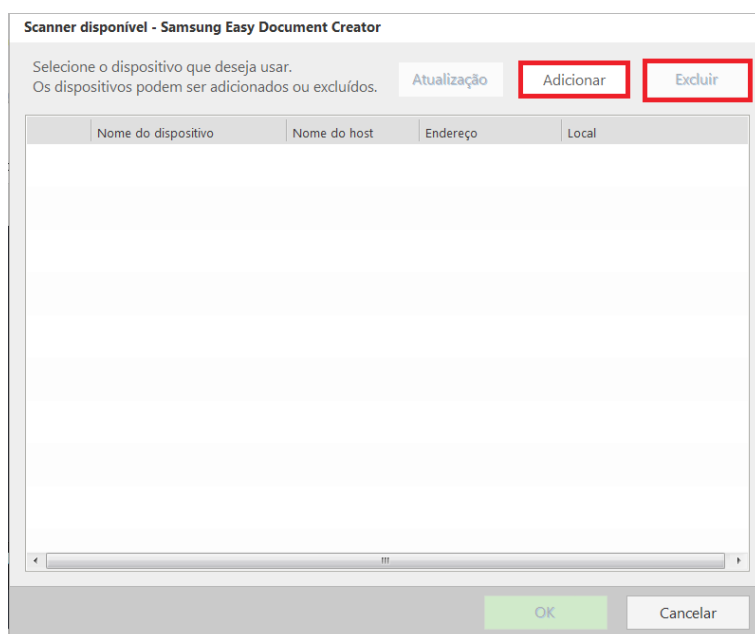 Scanner disponível - Samsung Easy Document Creator
Selecione o dispositivo que deseja usar.
Os dispositivos podem ser adicionados ou excluídos.
Atualização Adicionar Excluir
Nome do dispositivo Nome do host Endereço Local
OK Cancelar